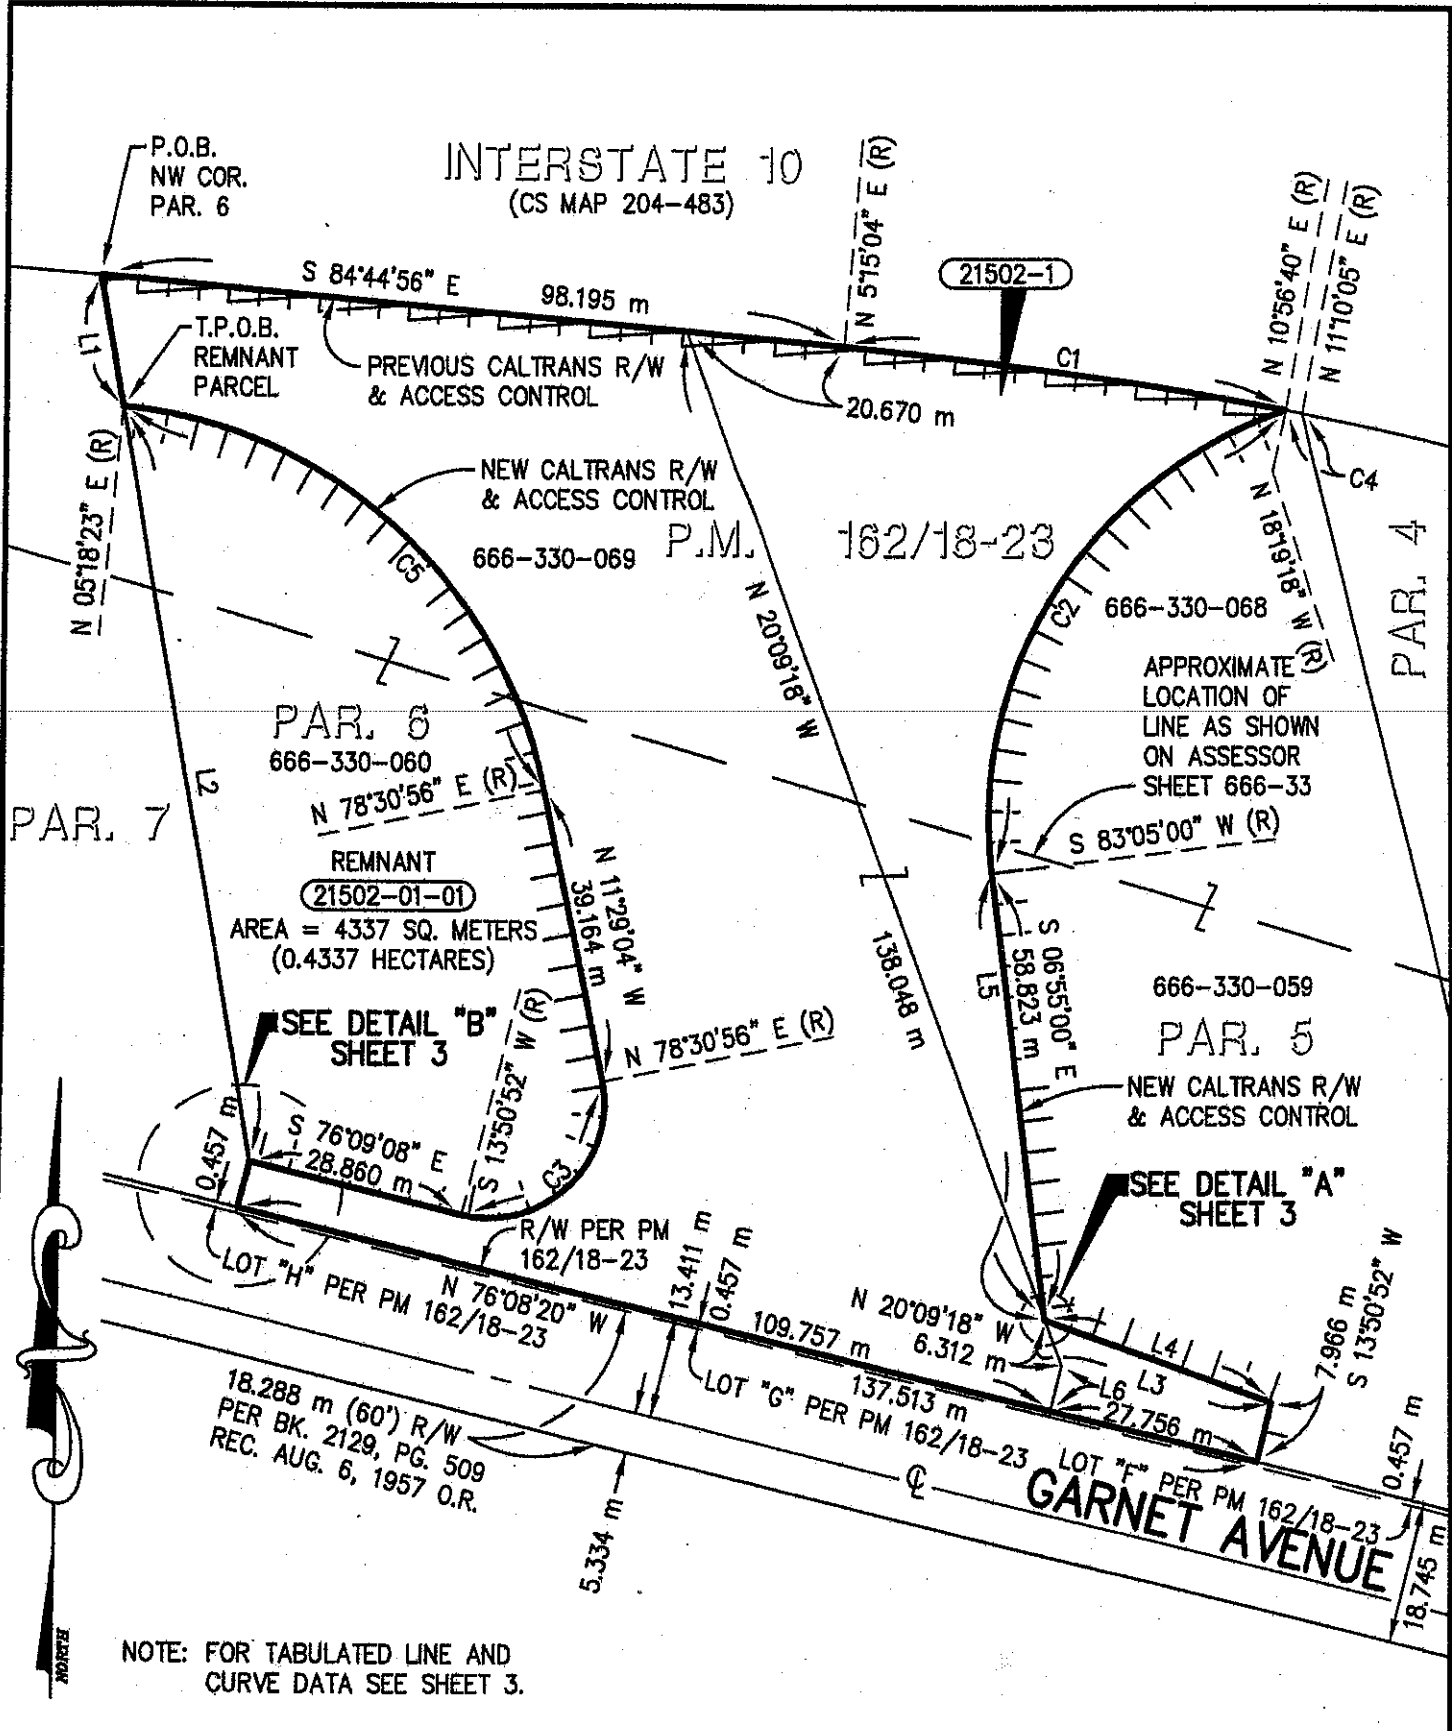 P.O.B.
NW COR.
PAR. 6
INTERSTATE 10
(CS MAP 204-483)
N 5°15'04" E (R)
N 10°56'40" E (R)
N 11°10'05" E (R)
S 84°44'56" E
98.195 m
21502-1
C1
L1
T.P.O.B.
REMNANT
PARCEL
PREVIOUS CALTRANS R/W
& ACCESS CONTROL
20.670 m
C4
N 05°18'23" E (R)
NEW CALTRANS R/W
& ACCESS CONTROL
C5
666-330-069
P.M. 162/18-23
N 18°19'18" W (R)
PAR. 4
C2
666-330-068
N 20°09'18" W
138.048 m
APPROXIMATE
LOCATION OF
LINE AS SHOWN
ON ASSESSOR
SHEET 666-33
PAR. 6
666-330-060
L2
PAR. 7
N 78°30'56" E (R)
S 83°05'00" W (R)
REMNANT
21502-01-01
AREA = 4337 SQ. METERS
(0.4337 HECTARES)
N 11°29'04" W
39.164 m
L5
S 06°55'00" E
58.823 m
666-330-059
PAR. 5
SEE DETAIL "B"
SHEET 3
N 78°30'56" E (R)
NEW CALTRANS R/W
& ACCESS CONTROL
0.457 m
S 76°09'08" E
28.860 m
S 13°50'52" W (R)
C3
SEE DETAIL "A"
SHEET 3
R/W PER PM
162/18-23
LOT "H" PER PM 162/18-23
N 76°08'20" W
13.411 m
0.457 m
109.757 m
N 20°09'18" W
6.312 m
L4
L3
L6
7.966 m
S 13°50'52" W
137.513 m
27.756 m
LOT "G" PER PM 162/18-23
LOT "F" PER PM 162/18-23
0.457 m
18.288 m (60') R/W
PER BK. 2129, PG. 509
REC. AUG. 6, 1957 O.R.
5.334 m
GARNET AVENUE
18.745 m
NORTH
NOTE: FOR TABULATED LINE AND
CURVE DATA SEE SHEET 3.